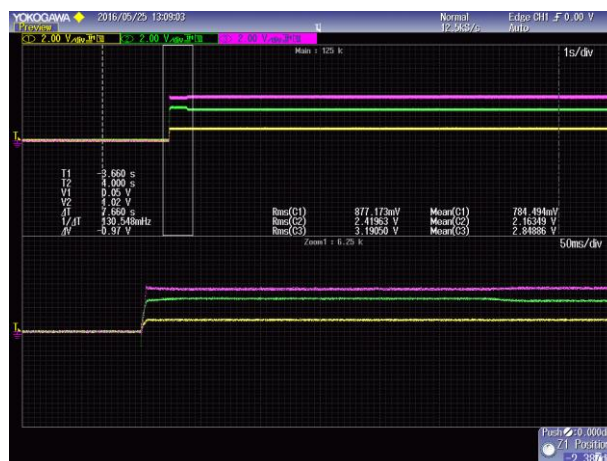 YOKOGAWA 2016/05/25 13:09:03 Normal Edge CH1 0.00 V
Preview 12.5kS/s Auto
2.00 V/div 2.00 V/div 2.00 V/div
Main : 125 k 1s/div
T1 -3.660 s
T2 4.000 s
V1 0.05 V
V2 -1.02 V
ΔT 7.660 s
1/ΔT 130.548mHz
ΔV -0.97 V
Rms(C1) 877.173mV Mean(C1) 784.494mV
Rms(C2) 2.41963 V Mean(C2) 2.16349 V
Rms(C3) 3.19050 V Mean(C3) 2.84886 V
Zoom1 : 6.25 k 50ms/div
Push :0.000d
Z1 Position